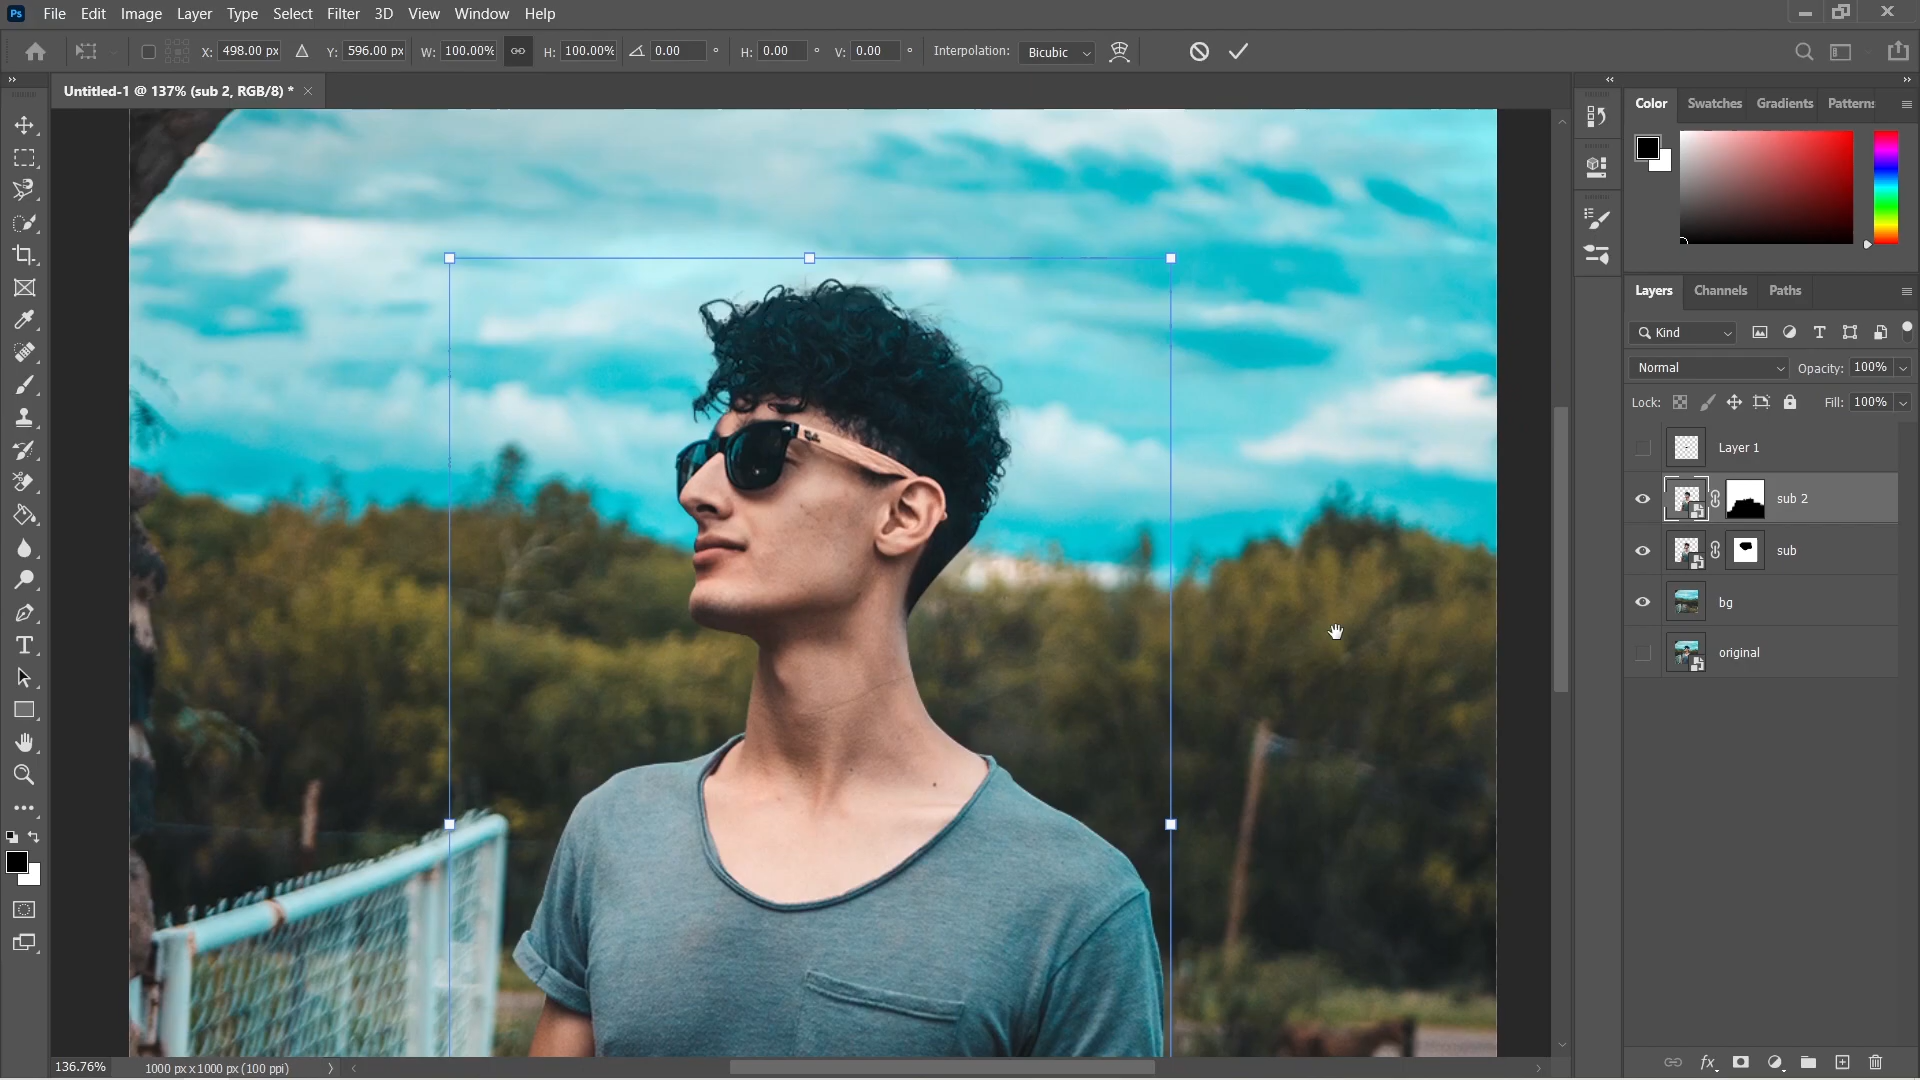 Ps File Edit Image Layer Type Select Filter 3D View Window Help
X: 498.00 px Y: 596.00 px W: 100.00% H: 100.00% 0.00 ° H: 0.00 ° V: 0.00 ° Interpolation: Bicubic
Untitled-1 @ 137% (sub 2, RGB/8) *
Color Swatches Gradients Patterns
Layers Channels Paths
Kind
Normal Opacity: 100%
Lock: Fill: 100%
Layer 1
sub 2
sub
bg
original
136.76% 1000 px x 1000 px (100 ppi)